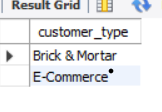 Result Grid
customer_type
Brick & Mortar
E-Commerce